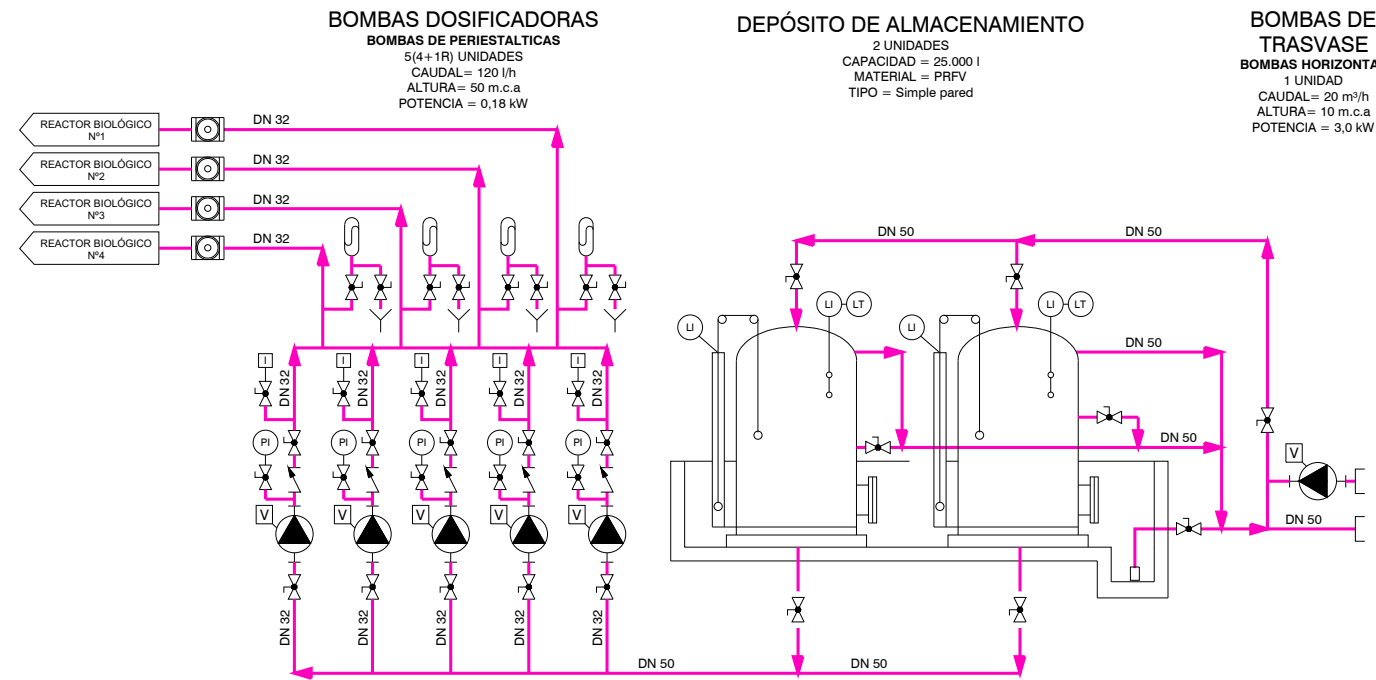 BOMBAS DOSIFICADORAS
BOMBAS DE PERIESTALTICAS
5(4+1R) UNIDADES
CAUDAL= 120 l/h
ALTURA= 50 m.c.a
POTENCIA = 0,18 kW
DEPÓSITO DE ALMACENAMIENTO
2 UNIDADES
CAPACIDAD = 25.000 l
MATERIAL = PRFV
TIPO = Simple pared
BOMBAS DE
TRASVASE
BOMBAS HORIZONTA
1 UNIDAD
CAUDAL= 20 m³/h
ALTURA= 10 m.c.a
POTENCIA = 3,0 kW
REACTOR BIOLÓGICO
Nº1
DN 32
REACTOR BIOLÓGICO
Nº2
DN 32
REACTOR BIOLÓGICO
Nº3
DN 32
REACTOR BIOLÓGICO
Nº4
DN 32
DN 50
DN 50
LI
LT
LI
LT
LI
LI
DN 50
I
I
I
I
I
DN 32
DN 32
DN 32
DN 32
DN 32
PI
PI
PI
PI
PI
DN 50
V
V
V
V
V
V
DN 50
DN 32
DN 32
DN 32
DN 32
DN 32
DN 50
DN 50